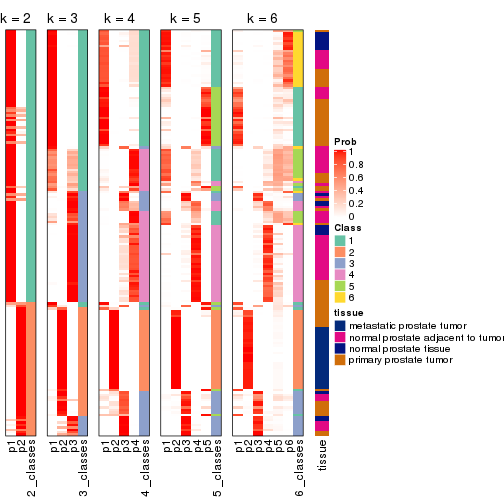 k = 2 k = 3 k = 4 k = 5 k = 6
Prob
1
0.8
0.6
0.4
0.2
0
Class
1
2
3
4
5
6
tissue
metastatic prostate tumor
normal prostate adjacent to tumor
normal prostate tissue
primary prostate tumor
p1 p2 2_classes p1 p2 p3 3_classes p1 p2 p3 p4 4_classes p1 p2 p3 p4 p5 5_classes p1 p2 p3 p4 p5 p6 6_classes tissue